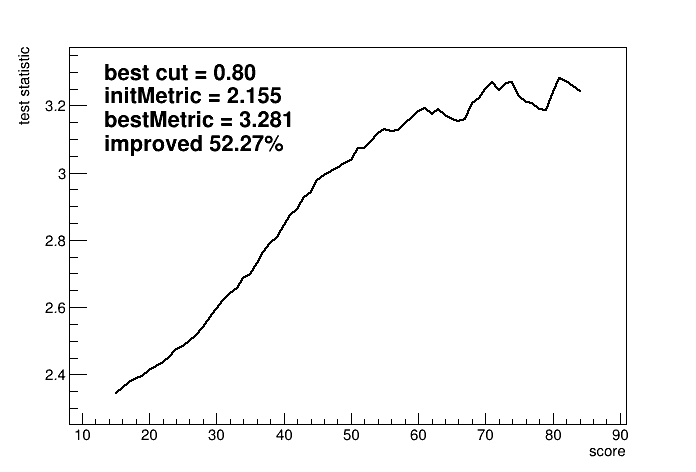 best cut = 0.80
initMetric = 2.155
bestMetric = 3.281
improved 52.27%
test statistic
3.2
3
2.8
2.6
2.4
10 20 30 40 50 60 70 80 90
score